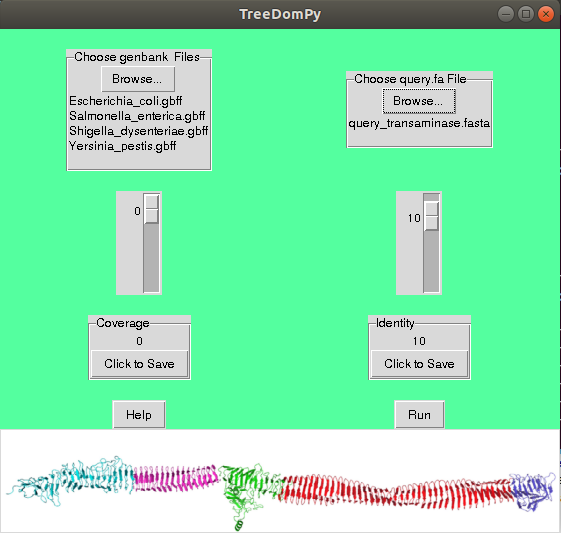 TreeDomPy
Choose genbank Files
Browse...
Escherichia_coli.gbff
Salmonella_enterica.gbff
Shigella_dysenteriae.gbff
Yersinia_pestis.gbff
Choose query.fa File
Browse...
query_transaminase.fasta
0
10
Coverage
0
Click to Save
Identity
10
Click to Save
Help
Run